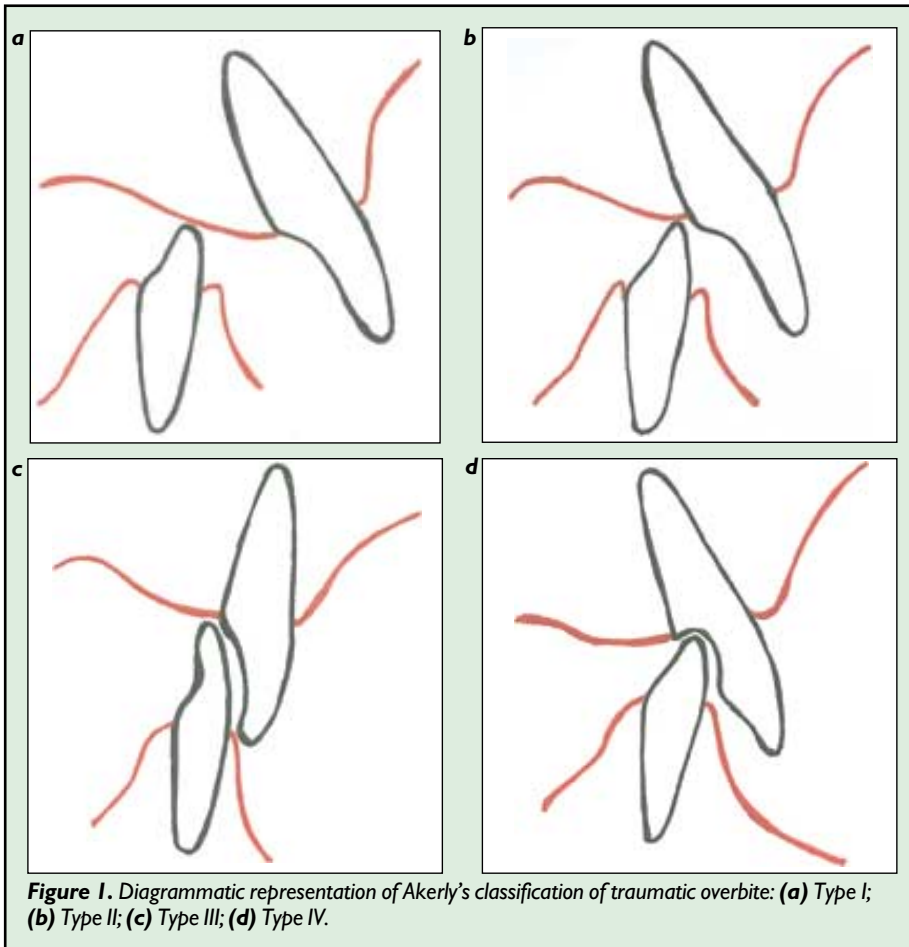 a
b
c
d
Figure 1. Diagrammatic representation of Akerly's classification of traumatic overbite: (a) Type I;
(b) Type II; (c) Type III; (d) Type IV.